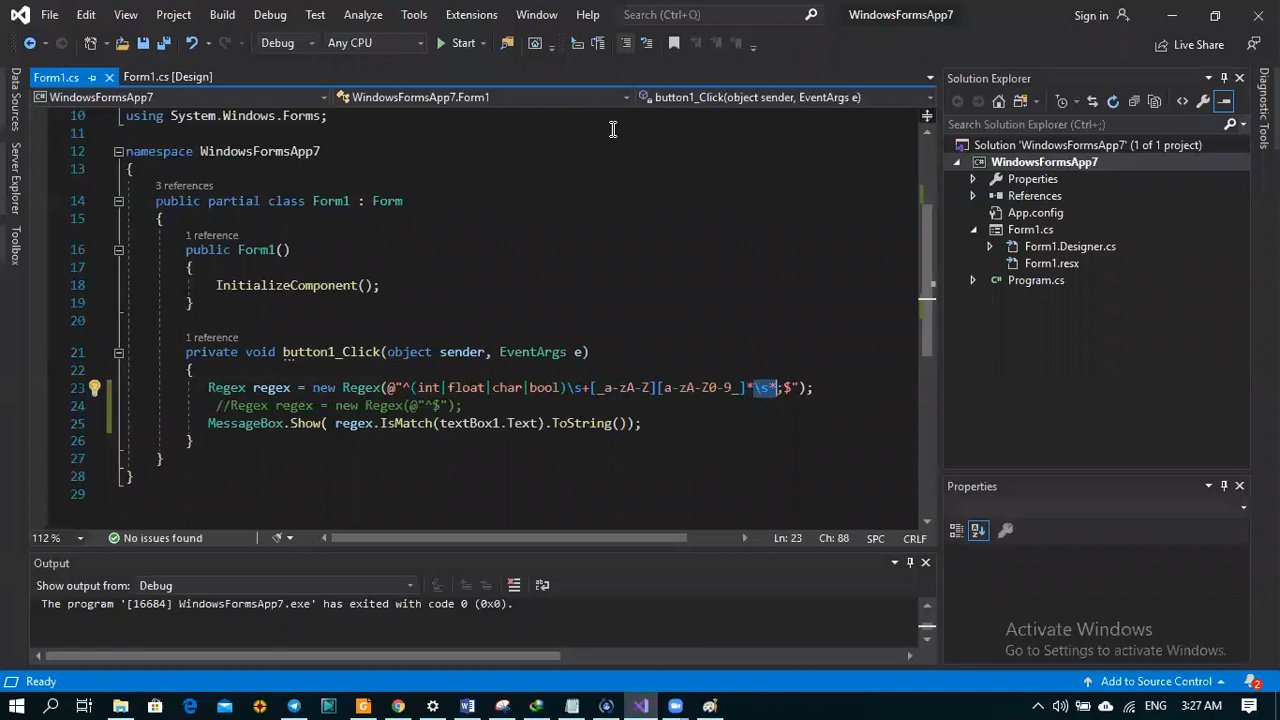 File Edit View Project Build Debug Test Analyze Tools Extensions Window Help Search (Ctrl+Q) WindowsFormsApp7 Sign in
Debug Any CPU Start Live Share
Form1.cs Form1.cs [Design]
WindowsFormsApp7 WindowsFormsApp7.Form1 button1_Click(object sender, EventArgs e)
Data Sources
Server Explorer
Toolbox
10 using System.Windows.Forms;
11
12 namespace WindowsFormsApp7
13 {
3 references
14 public partial class Form1 : Form
15 {
1 reference
16 public Form1()
17 {
18 InitializeComponent();
19 }
20
1 reference
21 private void button1_Click(object sender, EventArgs e)
22 {
23 Regex regex = new Regex(@"^(int|float|char|bool)\s+[_a-zA-Z][a-zA-Z0-9_]*\s*;$");
24 //Regex regex = new Regex(@"^$");
25 MessageBox.Show( regex.IsMatch(textBox1.Text).ToString());
26 }
27 }
28 }
29
112 % No issues found Ln: 23 Ch: 88 SPC CRLF
Output
Show output from: Debug
The program '[16684] WindowsFormsApp7.exe' has exited with code 0 (0x0).
Solution Explorer
Search Solution Explorer (Ctrl+;)
Solution 'WindowsFormsApp7' (1 of 1 project)
WindowsFormsApp7
Properties
References
App.config
Form1.cs
Form1.Designer.cs
Form1.resx
Program.cs
Diagnostic Tools
Properties
Activate Windows
Go to Settings to activate Windows.
Ready Add to Source Control 2
3:27 AM